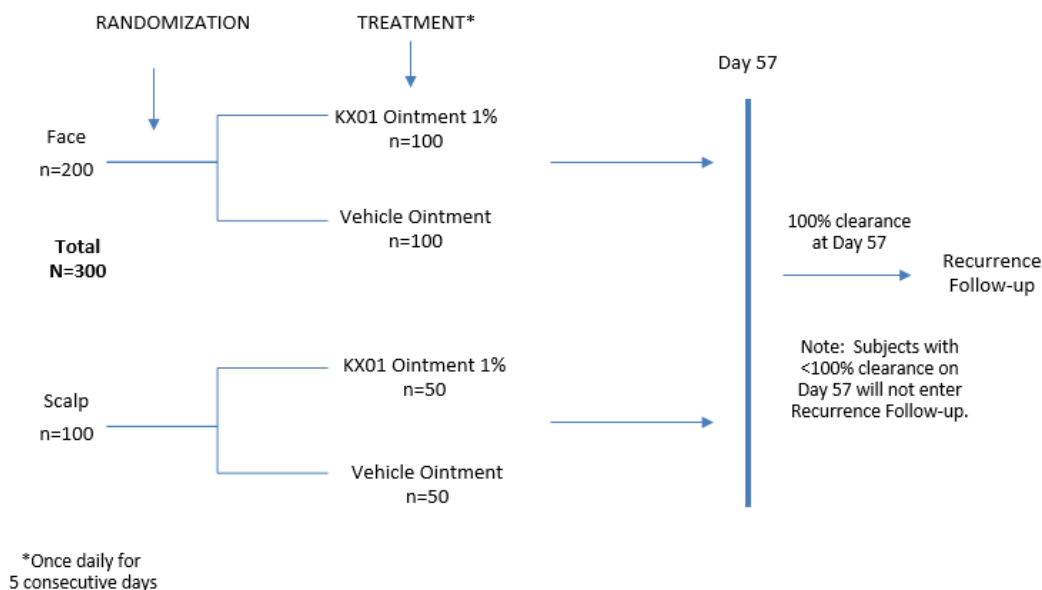 RANDOMIZATION
TREATMENT*
Day 57
Face
n=200
KX01 Ointment 1%
n=100
Vehicle Ointment
n=100
Total
N=300
100% clearance
at Day 57
Recurrence
Follow-up
Note: Subjects with
<100% clearance on
Day 57 will not enter
Recurrence Follow-up.
Scalp
n=100
KX01 Ointment 1%
n=50
Vehicle Ointment
n=50
*Once daily for
5 consecutive days